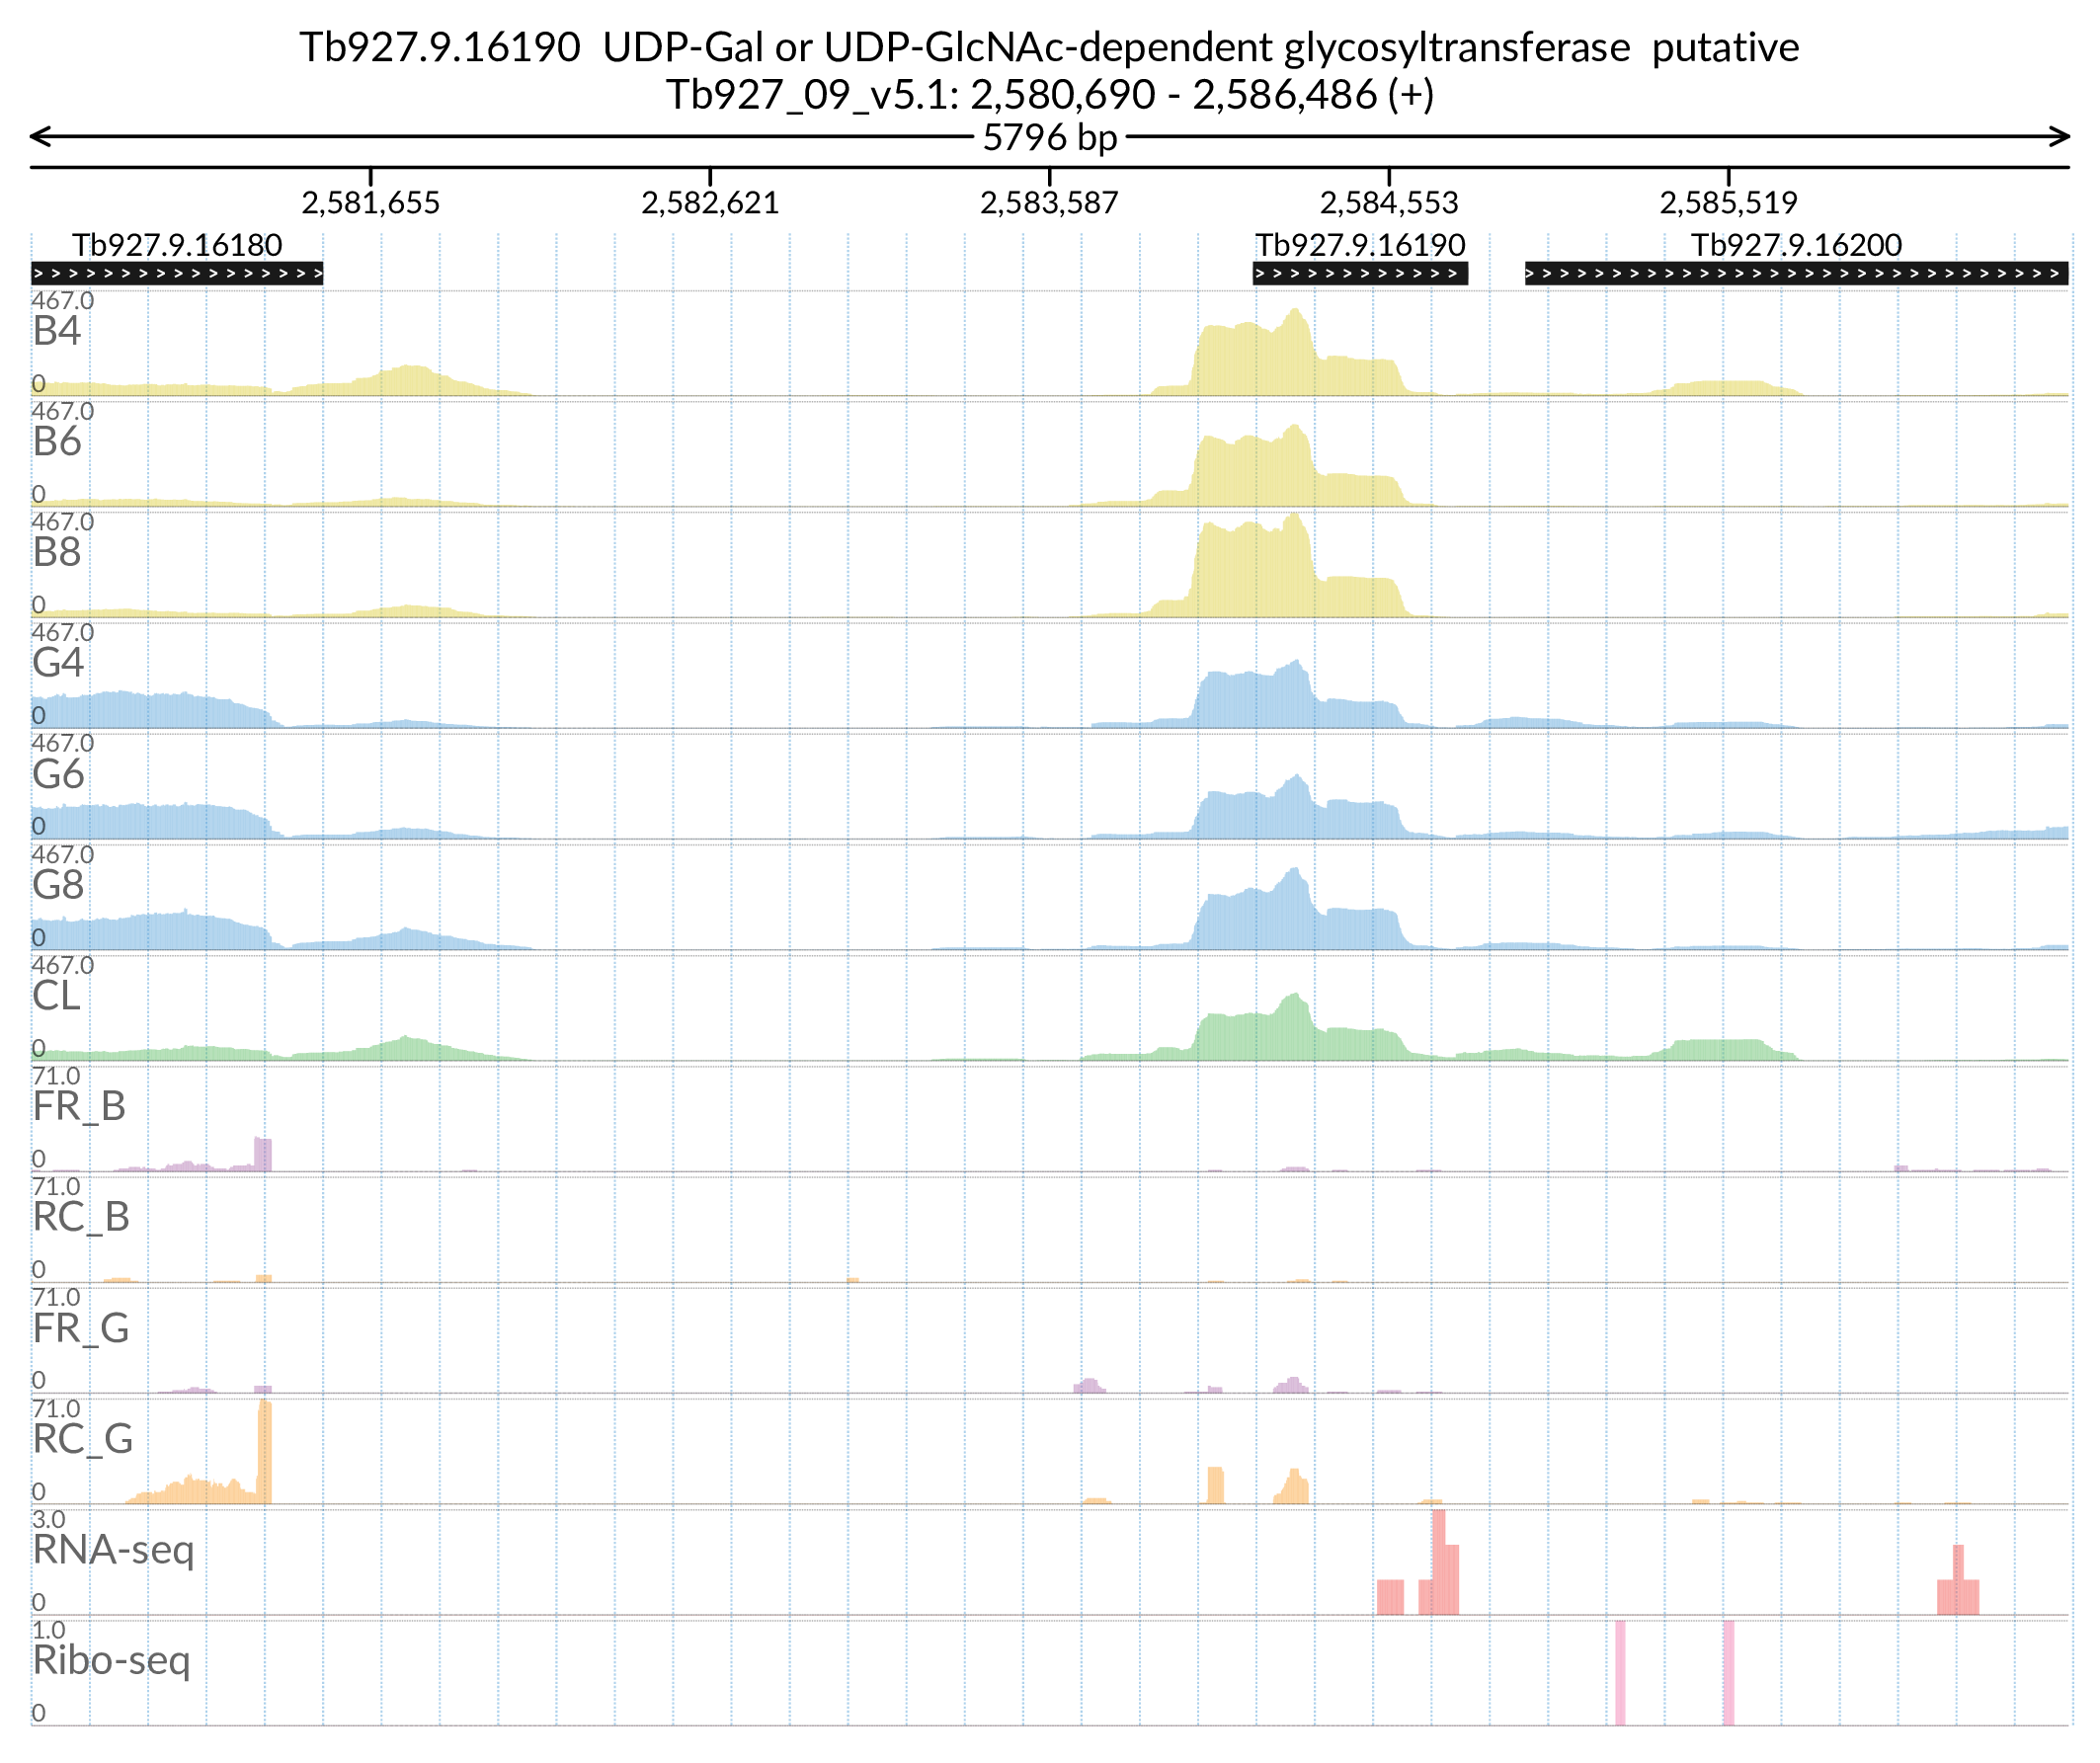 Tb927.9.16190 UDP-Gal or UDP-GlcNAc-dependent glycosyltransferase putative
Tb927_09_v5.1: 2,580,690 - 2,586,486 (+)
5796 bp
2,581,655 2,582,621 2,583,587 2,584,553 2,585,519
Tb927.9.16180 Tb927.9.16190 Tb927.9.16200
467.0
B4
0
467.0
B6
0
467.0
B8
0
467.0
G4
0
467.0
G6
0
467.0
G8
0
467.0
CL
0
71.0
FR_B
0
71.0
RC_B
0
71.0
FR_G
0
71.0
RC_G
0
3.0
RNA-seq
0
1.0
Ribo-seq
0